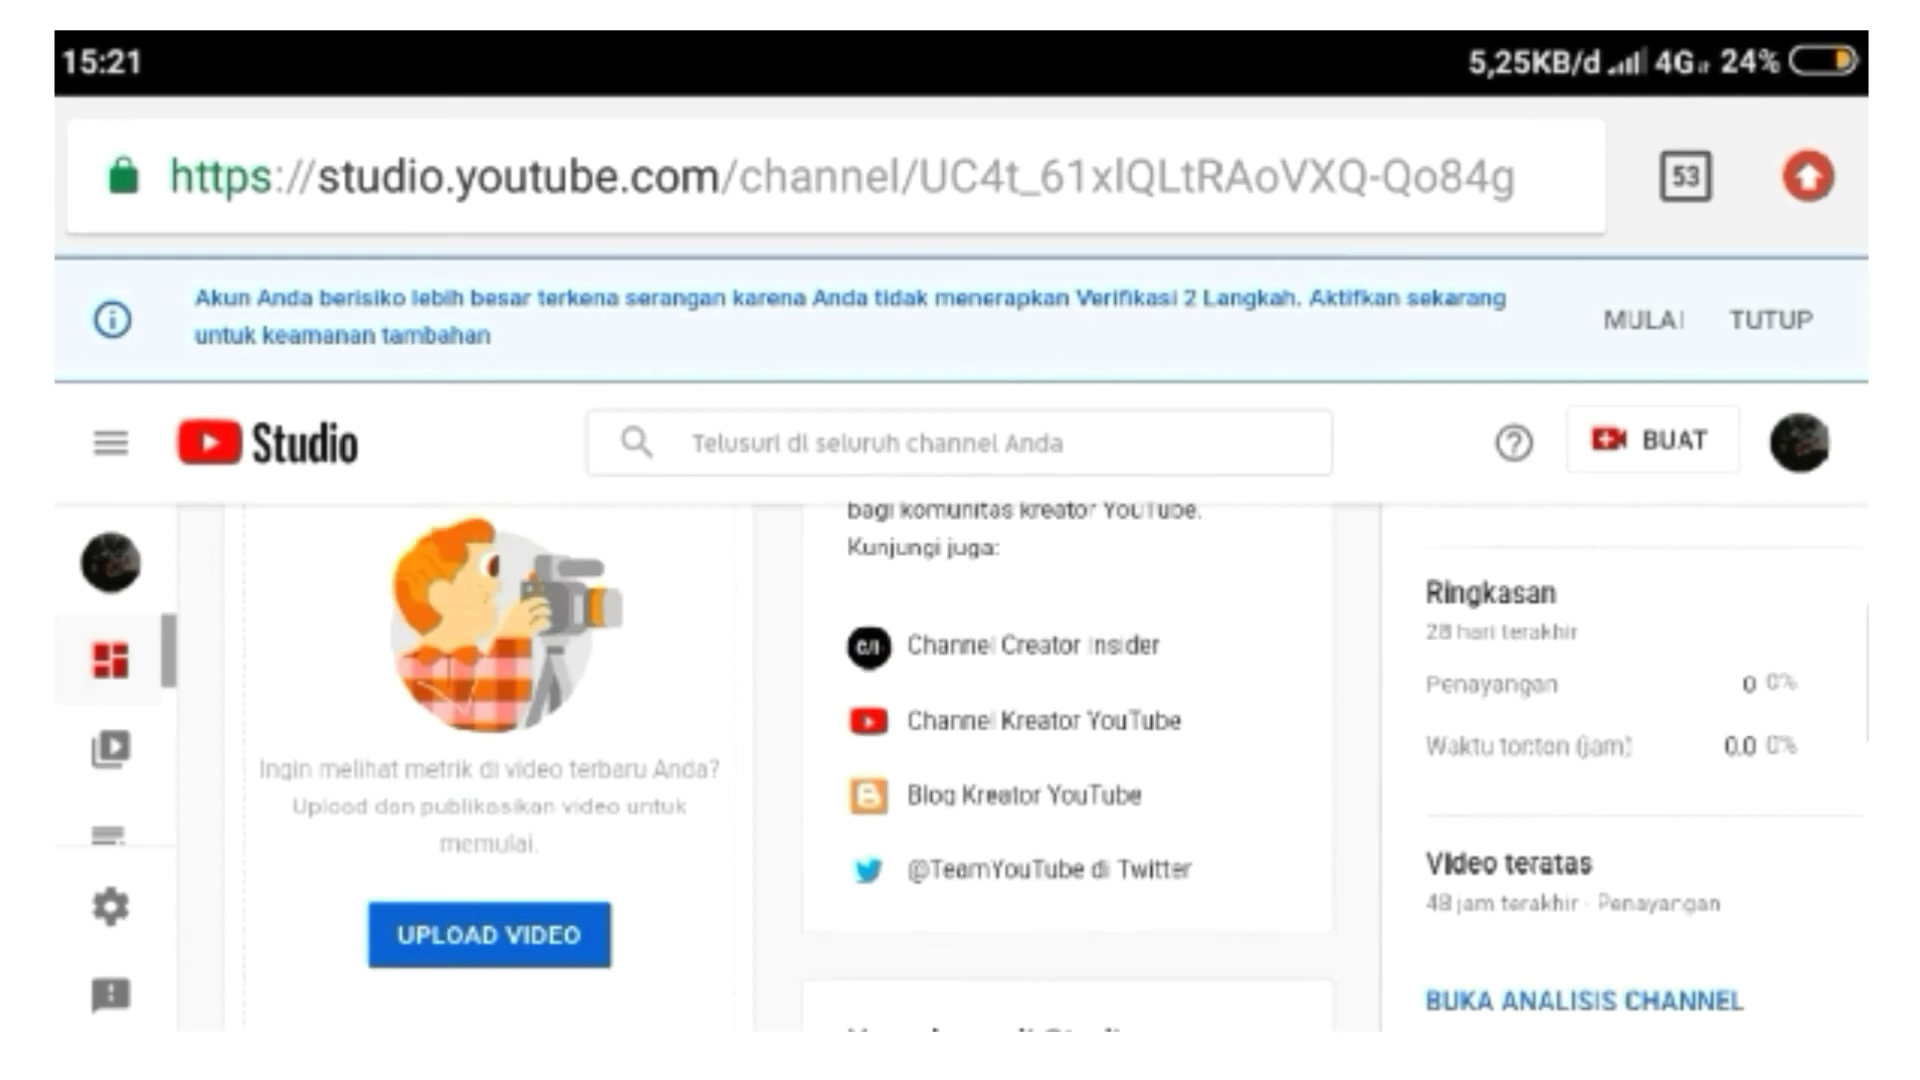 15:21
5,25KB/d 4G 24%
https://studio.youtube.com/channel/UC4t_61xlQLtRAoVXQ-Qo84g
53
Akun Anda berisiko lebih besar terkena serangan karena Anda tidak menerapkan Verifikasi 2 Langkah. Aktifkan sekarang
untuk keamanan tambahan
MULAI
TUTUP
Studio
Telusuri di seluruh channel Anda
BUAT
Ingin melihat metrik di video terbaru Anda?
Upload dan publikasikan video untuk
memulai.
UPLOAD VIDEO
bagi komunitas kreator YouTube.
Kunjungi juga:
C/I Channel Creator Insider
Channel Kreator YouTube
Blog Kreator YouTube
@TeamYouTube di Twitter
Ringkasan
28 hari terakhir
Penayangan 0 0%
Waktu tonton (jam) 0,0 0%
Video teratas
48 jam terakhir · Penayangan
BUKA ANALISIS CHANNEL